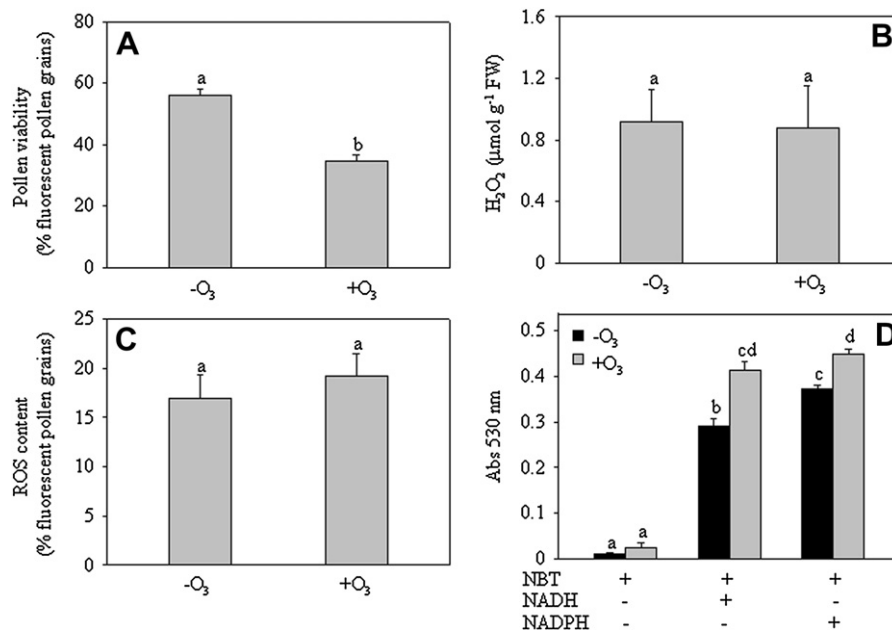 A
Pollen viability
(% fluorescent pollen grains)
80
60
40
20
0
a
b
-O₃
+O₃
B
H₂O₂ (μmol g⁻¹ FW)
1.6
1.2
0.8
0.4
0
a
a
-O₃
+O₃
C
ROS content
(% fluorescent pollen grains)
25
20
15
10
5
0
a
a
-O₃
+O₃
D
Abs 530 nm
0.5
0.4
0.3
0.2
0.1
0
-O₃
+O₃
a a b cd c d
NBT + + +
NADH - + -
NADPH - - +